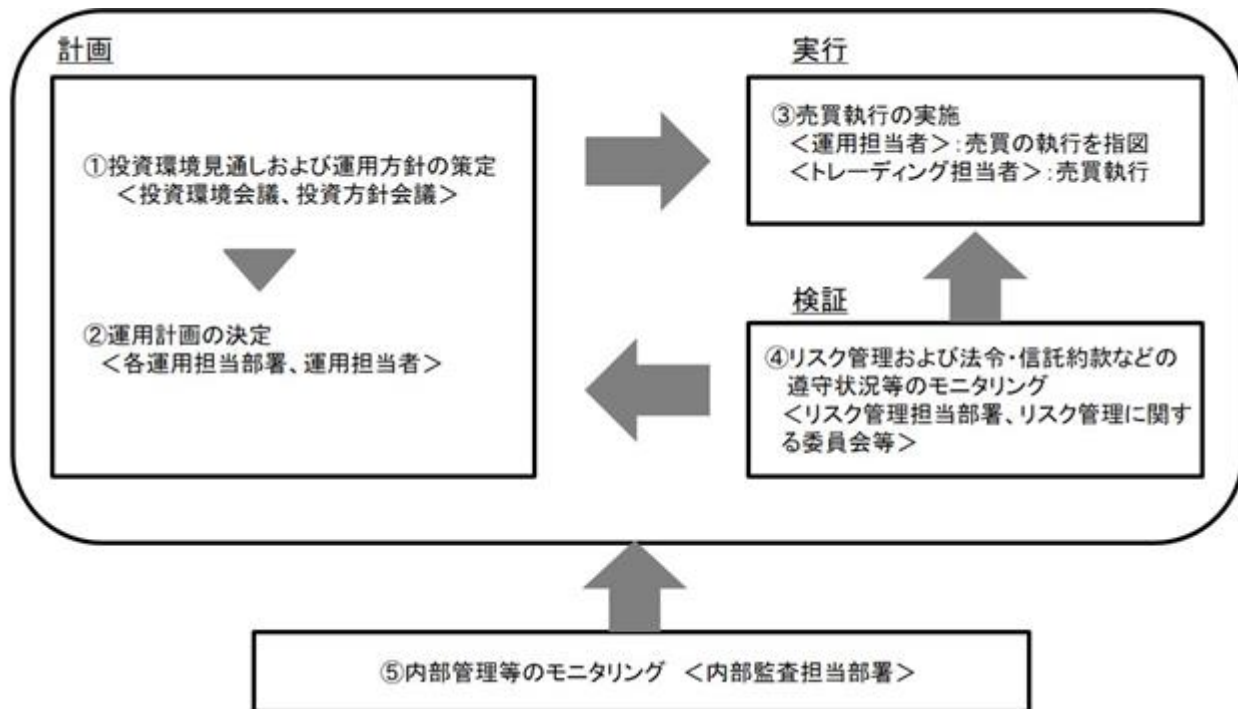 計画
①投資環境見通しおよび運用方針の策定
＜投資環境会議、投資方針会議＞
②運用計画の決定
＜各運用担当部署、運用担当者＞
実行
③売買執行の実施
＜運用担当者＞：売買の執行を指図
＜トレーディング担当者＞：売買執行
検証
④リスク管理および法令・信託約款などの
遵守状況等のモニタリング
＜リスク管理担当部署、リスク管理に関す
る委員会等＞
⑤内部管理等のモニタリング　＜内部監査担当部署＞